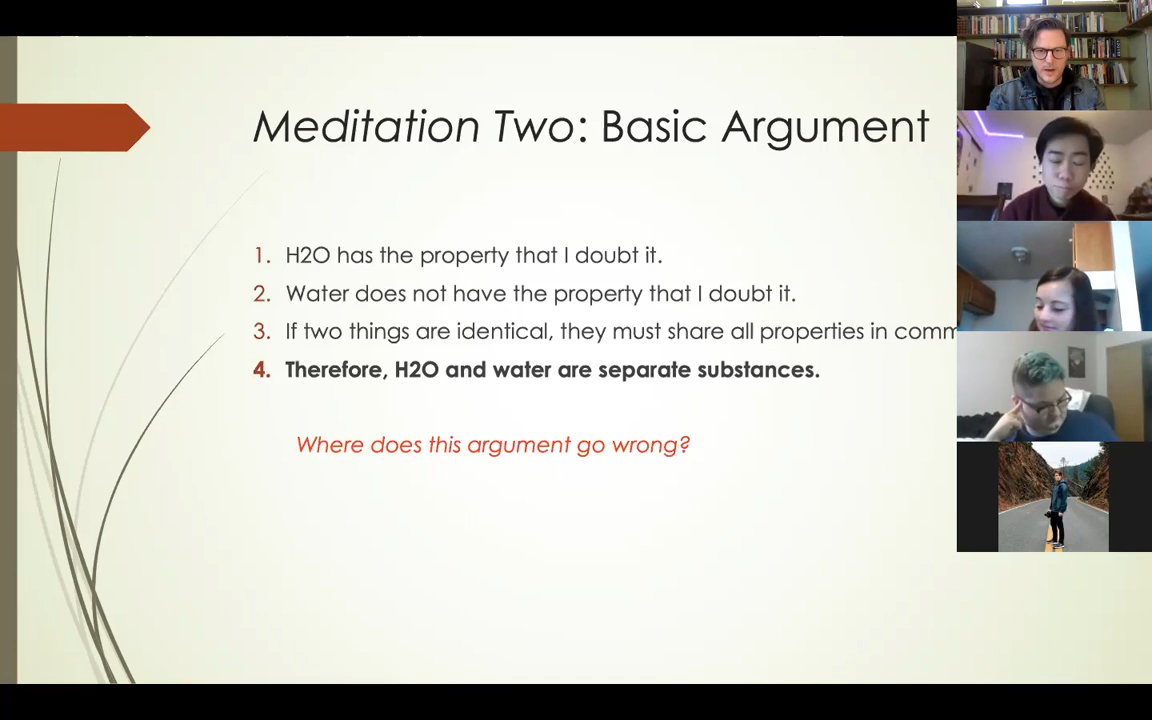 Meditation Two: Basic Argument
1. H2O has the property that I doubt it.
2. Water does not have the property that I doubt it.
3. If two things are identical, they must share all properties in comm
4. Therefore, H2O and water are separate substances.
Where does this argument go wrong?